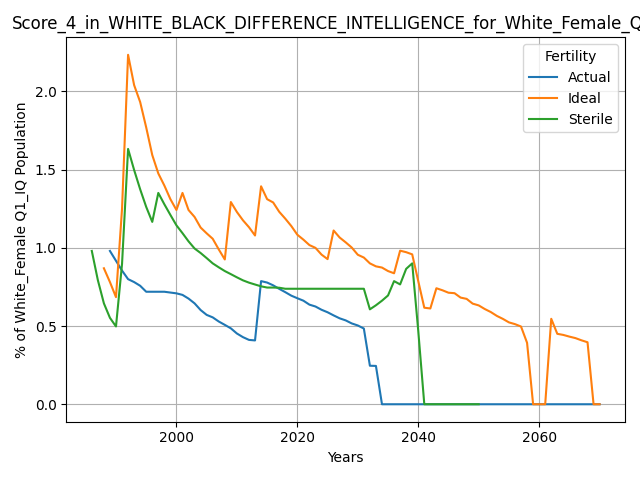 Score_4_in_WHITE_BLACK_DIFFERENCE_INTELLIGENCE_for_White_Female_Q
% of White_Female Q1_IQ Population
2.0
1.5
1.0
0.5
0.0
Fertility
Actual
Ideal
Sterile
2000
2020
2040
2060
Years